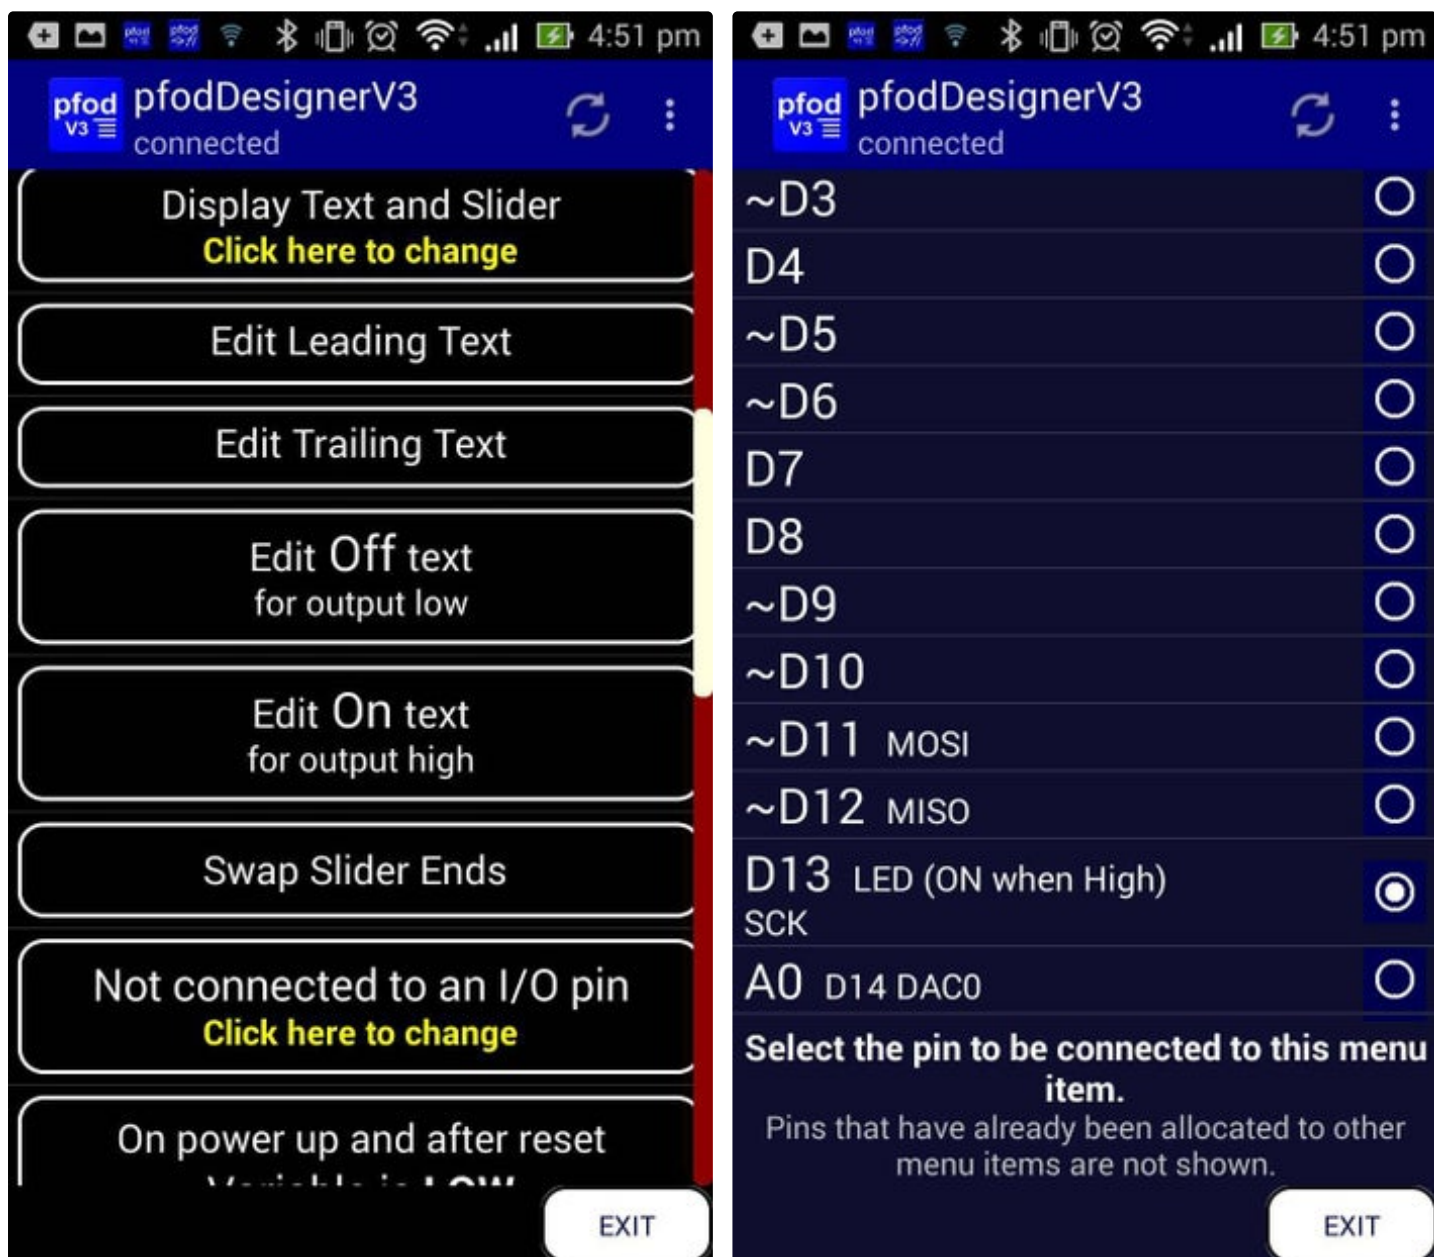 4:51 pm
pfod V3
pfodDesignerV3
connected
Display Text and Slider
Click here to change
Edit Leading Text
Edit Trailing Text
Edit Off text
for output low
Edit On text
for output high
Swap Slider Ends
Not connected to an I/O pin
Click here to change
On power up and after reset
Variable is LOW
EXIT
4:51 pm
pfod V3
pfodDesignerV3
connected
~D3
D4
~D5
~D6
D7
D8
~D9
~D10
~D11 MOSI
~D12 MISO
D13 LED (ON when High)
SCK
A0 D14 DAC0
Select the pin to be connected to this menu
item.
Pins that have already been allocated to other
menu items are not shown.
EXIT